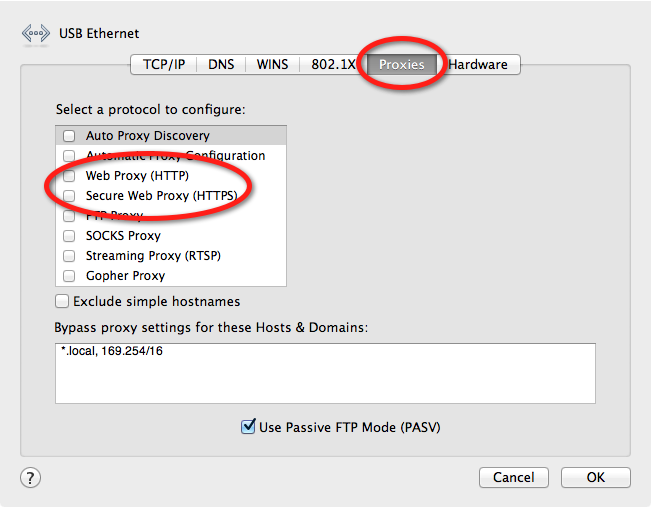 USB Ethernet
TCP/IP DNS WINS 802.1X Proxies Hardware
Select a protocol to configure:
Auto Proxy Discovery
Automatic Proxy Configuration
Web Proxy (HTTP)
Secure Web Proxy (HTTPS)
FTP Proxy
SOCKS Proxy
Streaming Proxy (RTSP)
Gopher Proxy
Exclude simple hostnames
Bypass proxy settings for these Hosts & Domains:
*.local, 169.254/16
Use Passive FTP Mode (PASV)
? Cancel OK